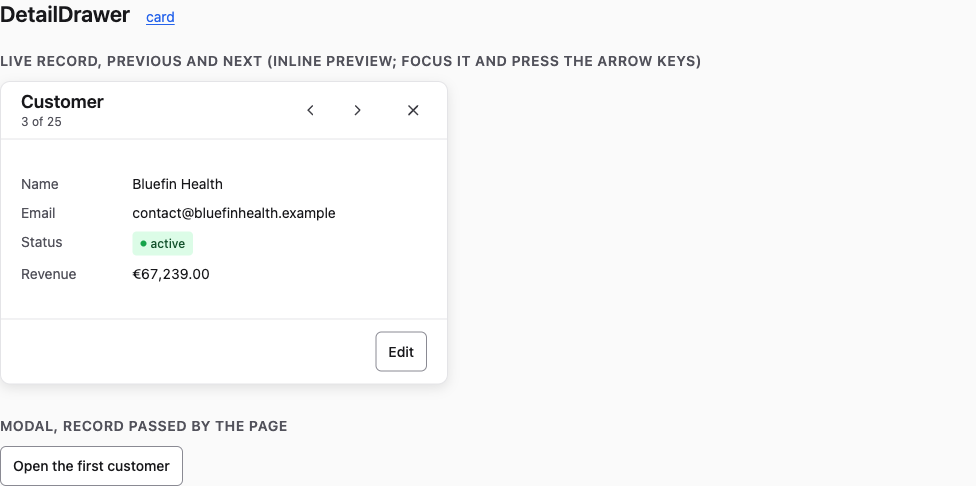 DetailDrawer card
LIVE RECORD, PREVIOUS AND NEXT (INLINE PREVIEW; FOCUS IT AND PRESS THE ARROW KEYS)
Customer
3 of 25
Name Bluefin Health
Email contact@bluefinhealth.example
Status active
Revenue €67,239.00
Edit
MODAL, RECORD PASSED BY THE PAGE
Open the first customer